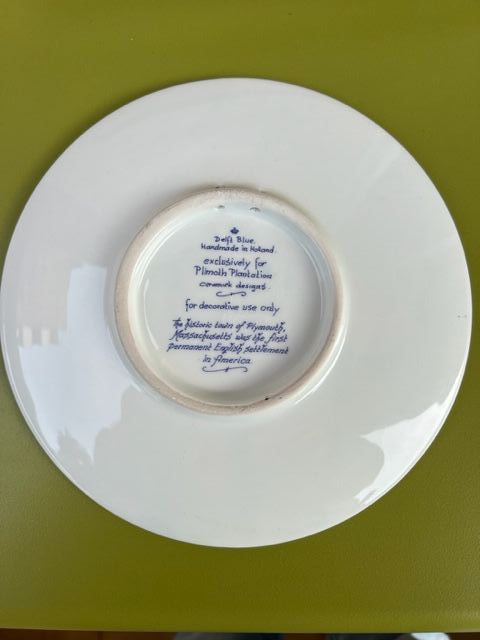 Delft Blue.
Handmade in Holland.
exclusively for
Plimoth Plantation
ceramark designs
for decorative use only
The historic town of Plymouth,
Massachusetts was the first
permanent English settlement
in America.